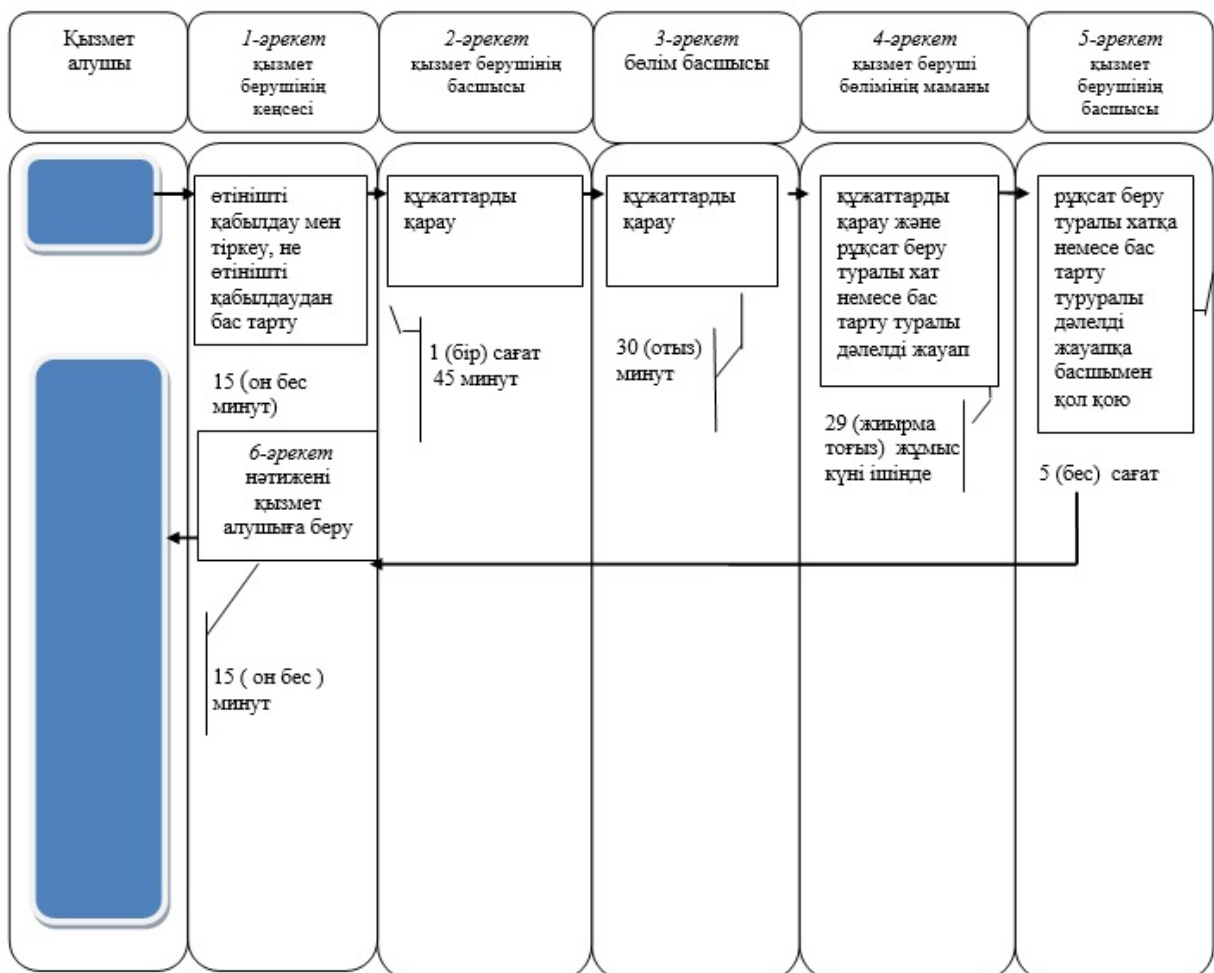 Қызмет
алушы
1-әрекет
қызмет
берушінің
кеңсесі
2-әрекет
қызмет берушінің
басшысы
3-әрекет
бөлім басшысы
4-әрекет
қызмет беруші
бөлімінің маманы
5-әрекет
қызмет
берушінің
басшысы
өтінішті
қабылдау мен
тіркеу, не
өтінішті
қабылдаудан
бас тарту
15 (он бес
минут)
құжаттарды
қарау
1 (бір) сағат
45 минут
құжаттарды
қарау
30 (отыз)
минут
құжаттарды
қарау және
рұқсат беру
туралы хат
немесе бас
тарту туралы
дәлелді жауап
29 (жиырма
тоғыз) жұмыс
күні ішінде
рұқсат беру
туралы хатқа
немесе бас
тарту
туруралы
дәлелді
жауапқа
басшымен
қол қою
5 (бес) сағат
6-әрекет
нәтижені
қызмет
алушыға беру
15 ( он бес )
минут